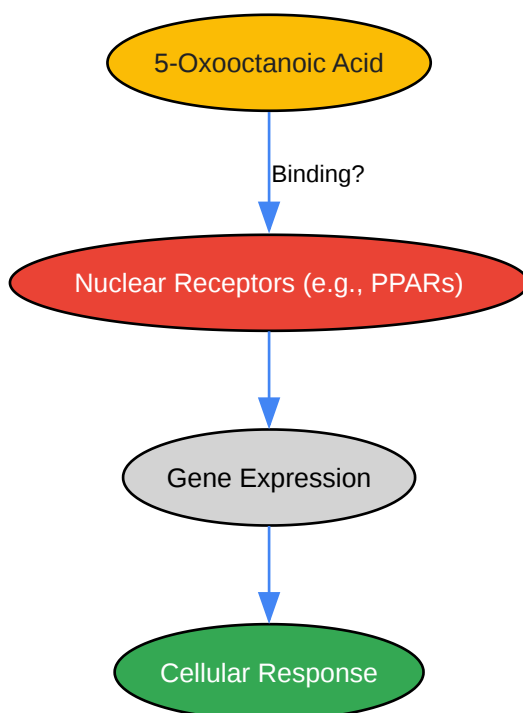 5-Oxooctanoic Acid
Binding?
Nuclear Receptors (e.g., PPARs)
Gene Expression
Cellular Response